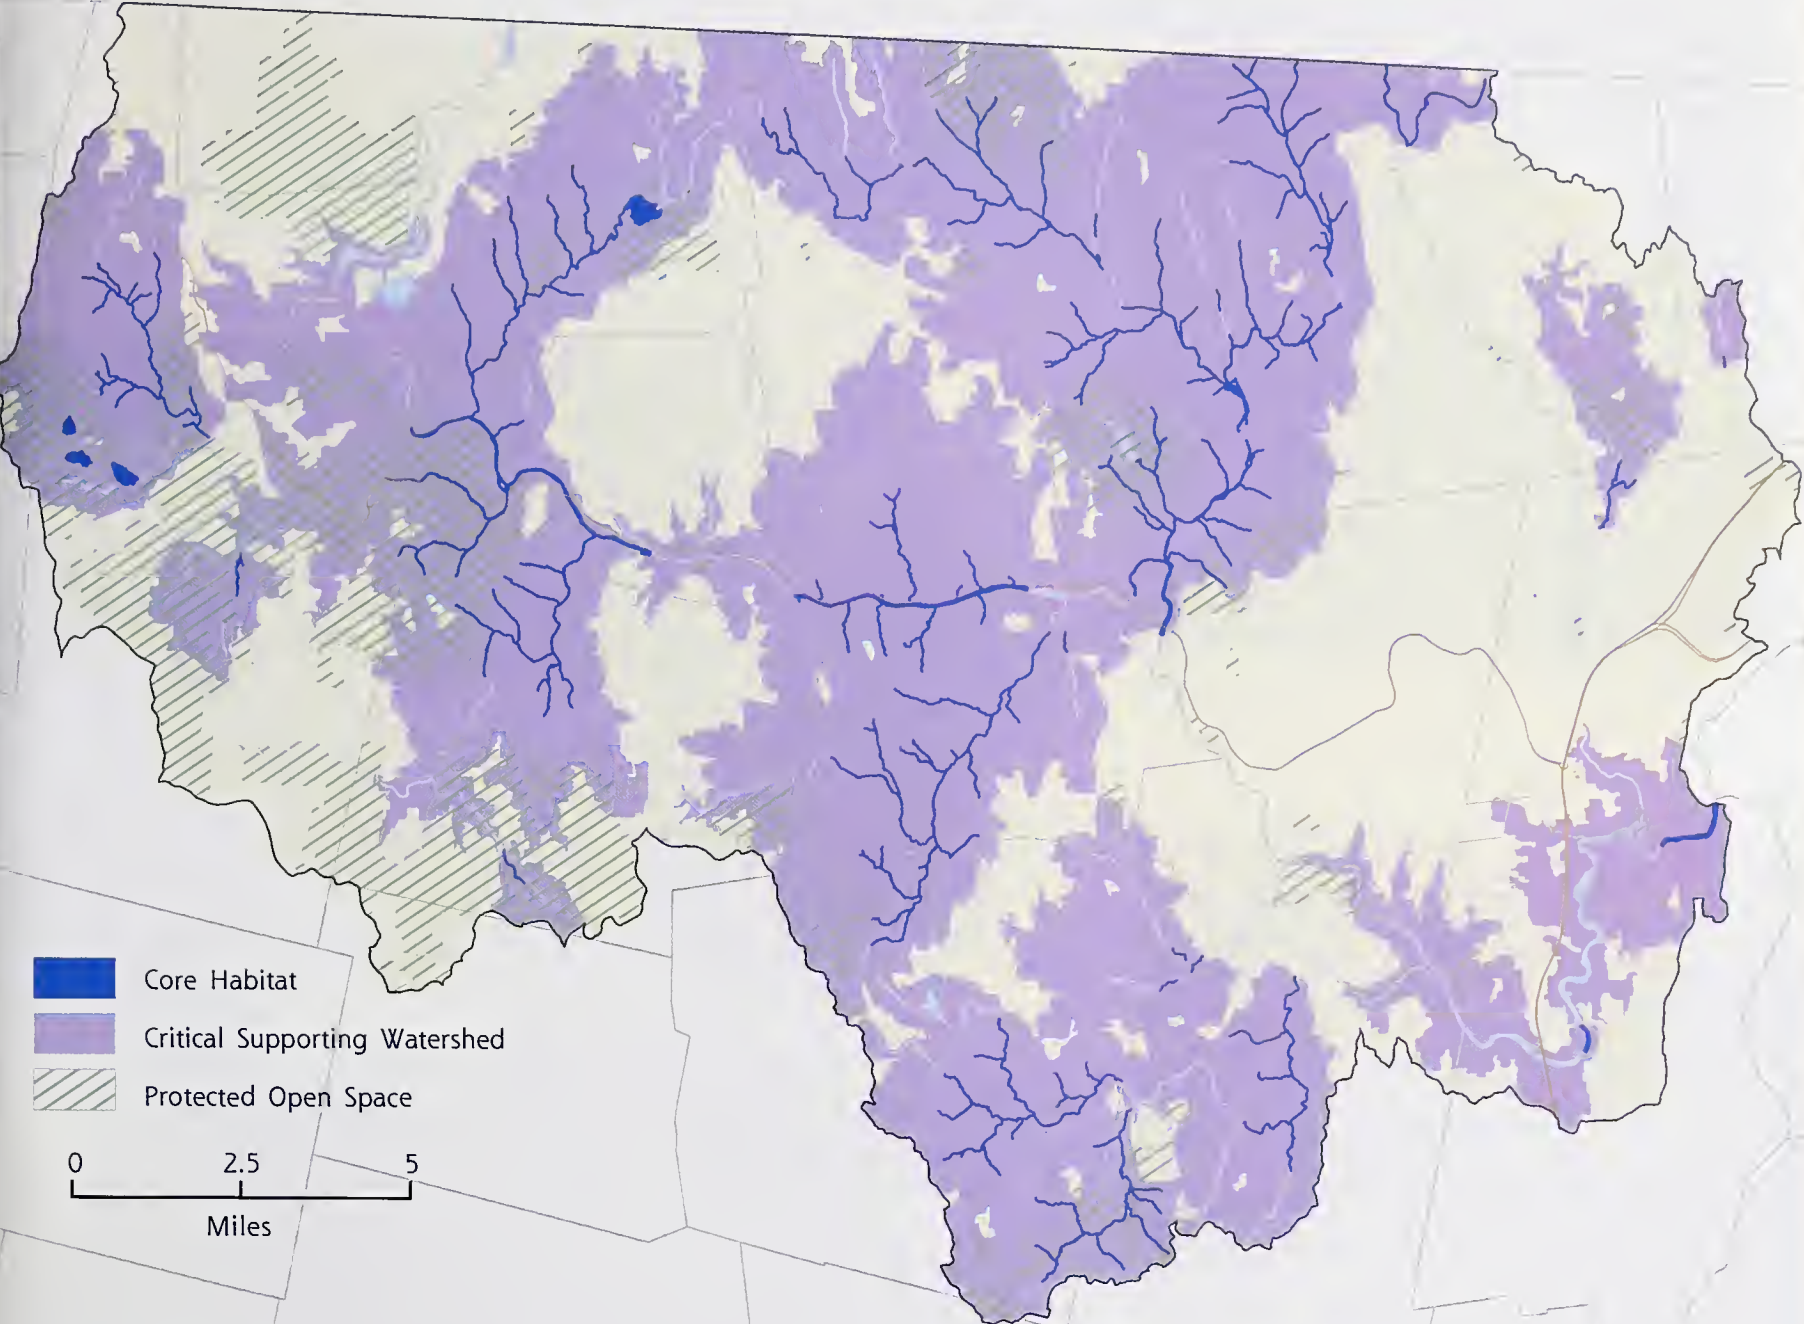 Core Habitat
Critical Supporting Watershed
Protected Open Space
0 2.5 5
Miles